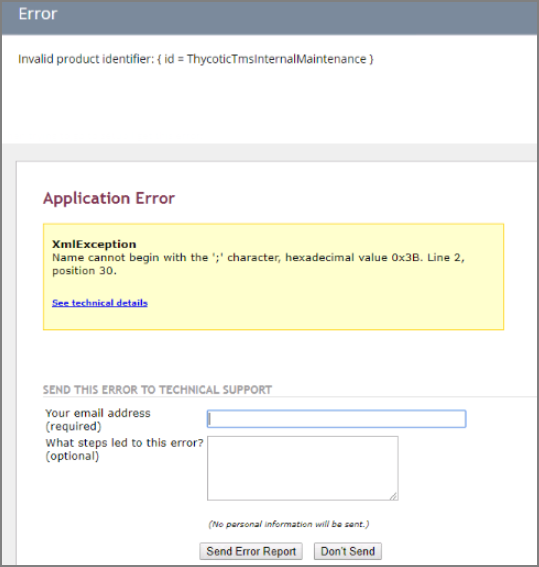 Error
Invalid product identifier: { id = ThycoticTmsInternalMaintenance }
Application Error
XmlException
Name cannot begin with the ';' character, hexadecimal value 0x3B. Line 2,
position 30.
See technical details
SEND THIS ERROR TO TECHNICAL SUPPORT
Your email address
(required)
What steps led to this error?
(optional)
(No personal information will be sent.)
Send Error Report Don't Send